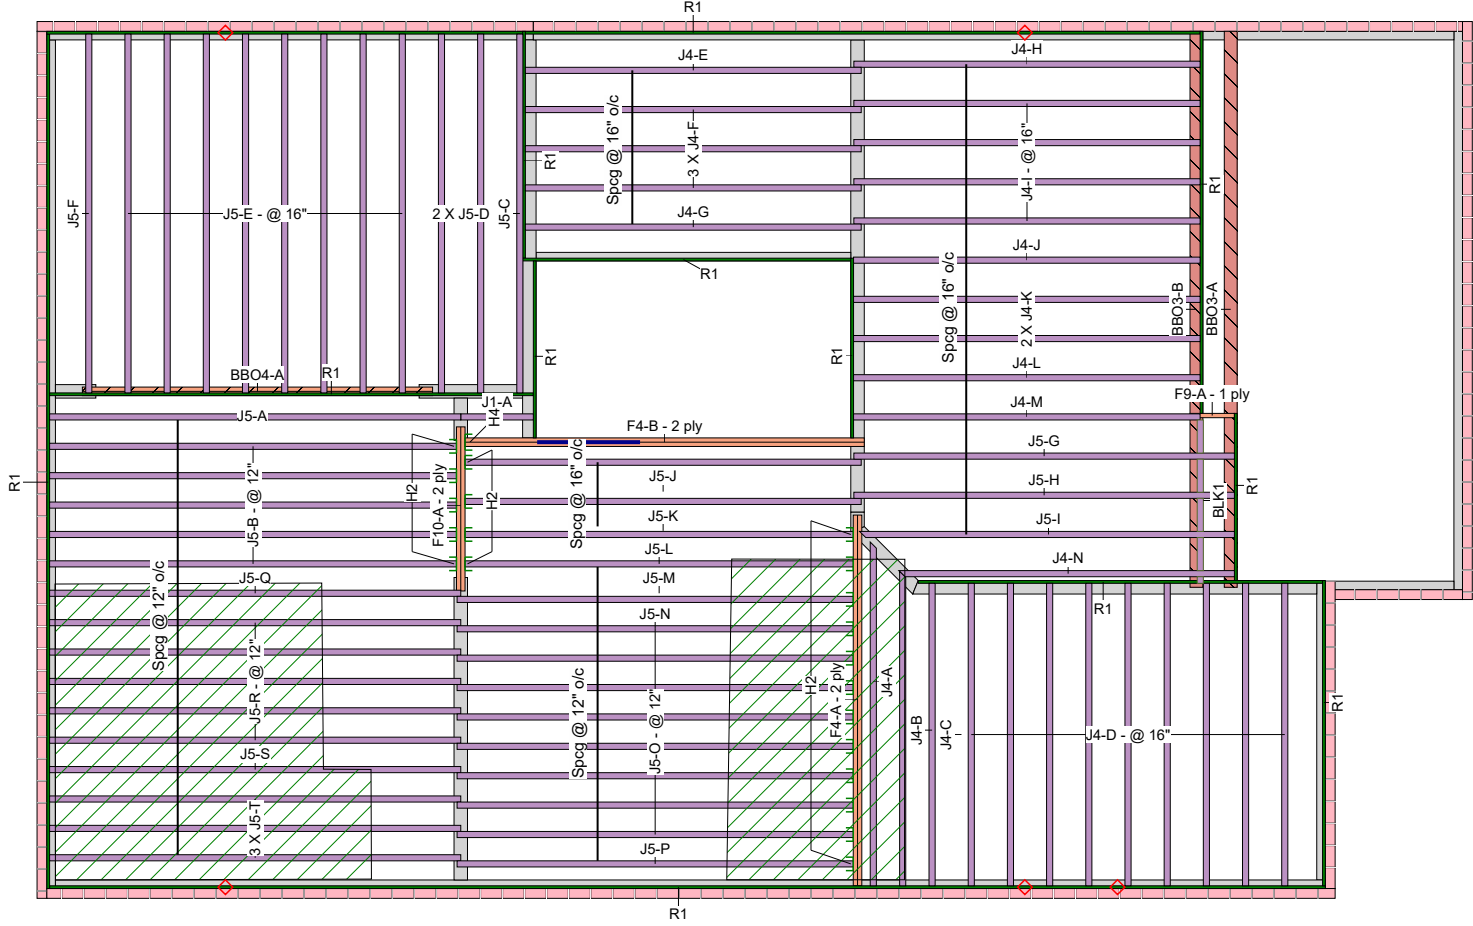 R1
J4-E
J4-H
Spcg @ 16" o/c
3 X J4-F
J4-I - @ 16"
R1
R1
J5-F
J5-E - @ 16"
2 X J5-D
J5-C
J4-G
J4-J
R1
Spcg @ 16" o/c
2 X J4-K
BBO3-B
BBO3-A
R1
R1
BBO4-A
R1
J4-L
F9-A - 1 ply
J5-A
J1-A
H4
J4-M
F4-B - 2 ply
R1
J5-B - @ 12"
H2
F10-A - 2 ply
H2
Spcg @ 16" o/c
J5-J
J5-G
J5-H
BLK1
R1
J5-K
J5-I
J5-L
J4-N
J5-Q
J5-M
Spcg @ 12" o/c
J5-N
R1
J5-R - @ 12"
H2
F4-A - 2 ply
J4-A
R1
Spcg @ 12" o/c
J5-O - @ 12"
J4-B
J4-C
J4-D - @ 16"
J5-S
3 X J5-T
J5-P
R1